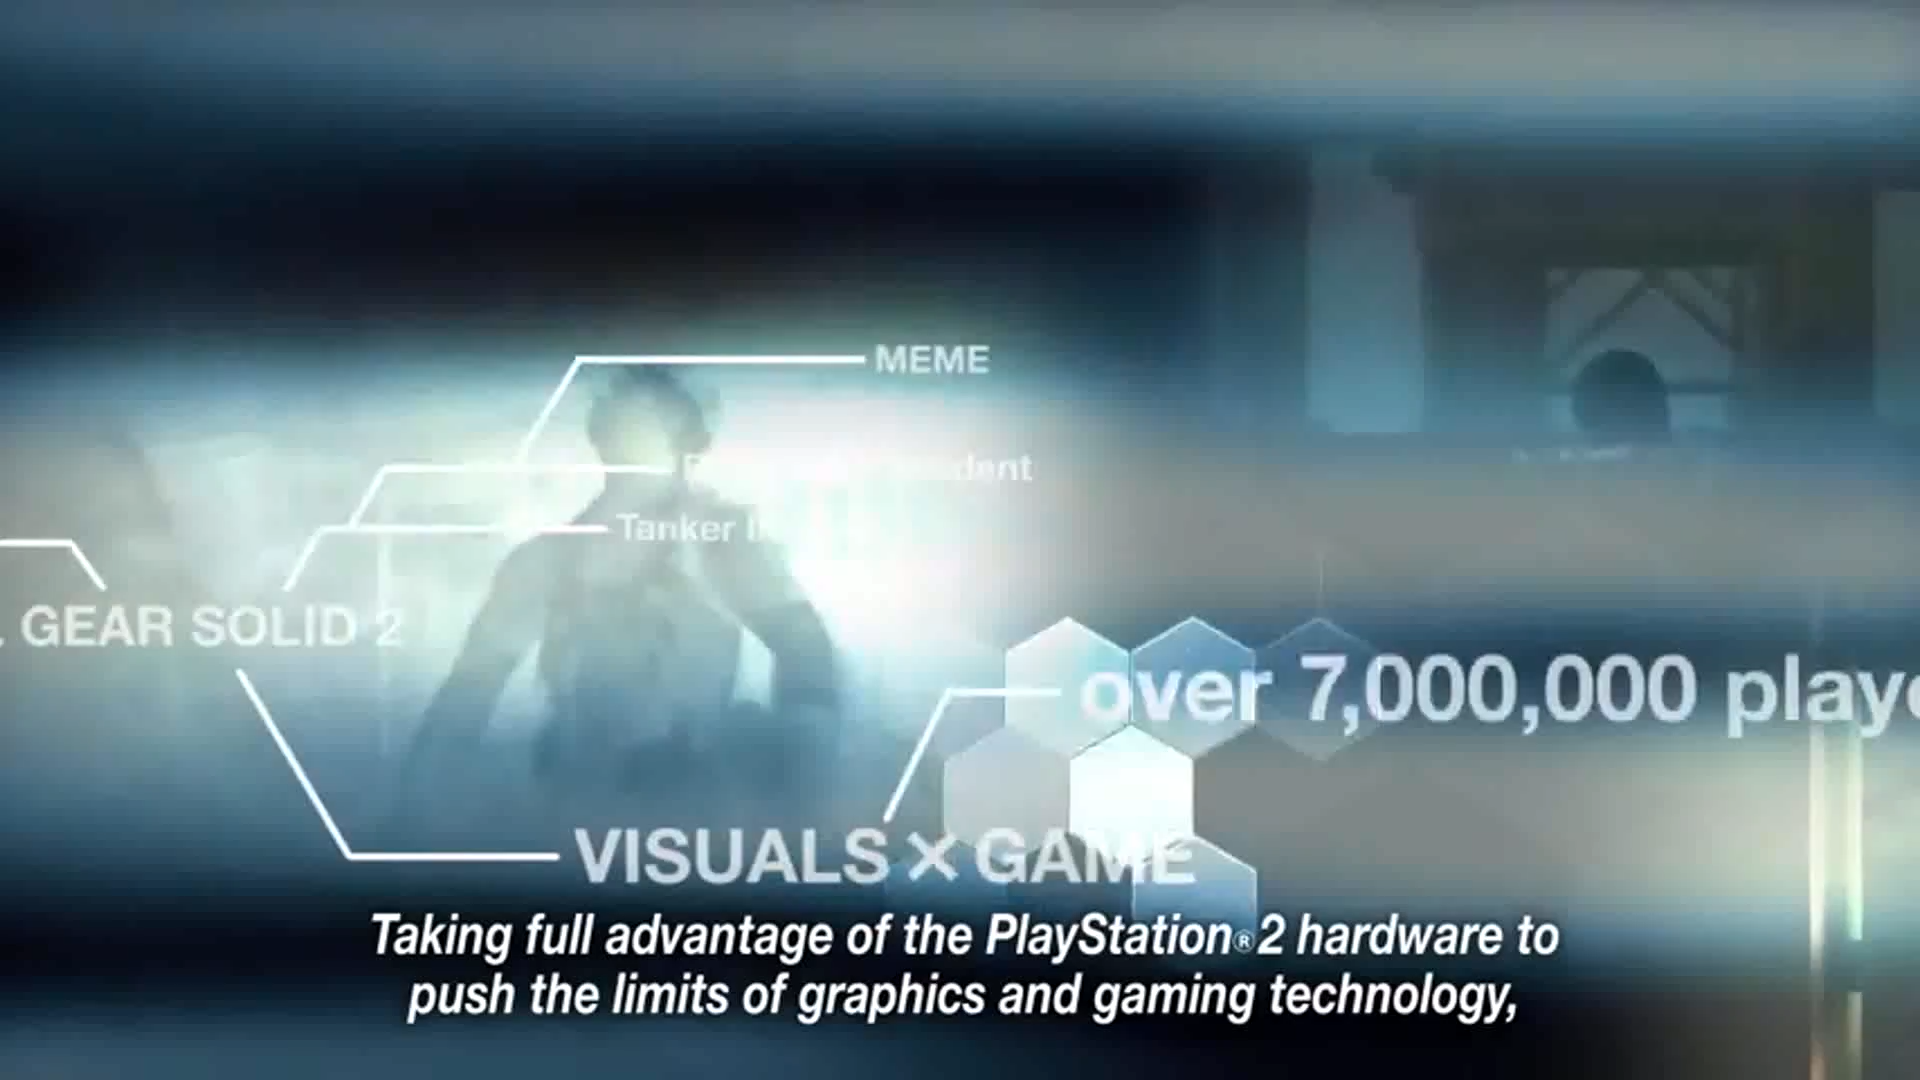 MEME
Tanker
GEAR SOLID 2
over 7,000,000
VISUALS × GAME
Taking full advantage of the PlayStation®2 hardware to
push the limits of graphics and gaming technology,